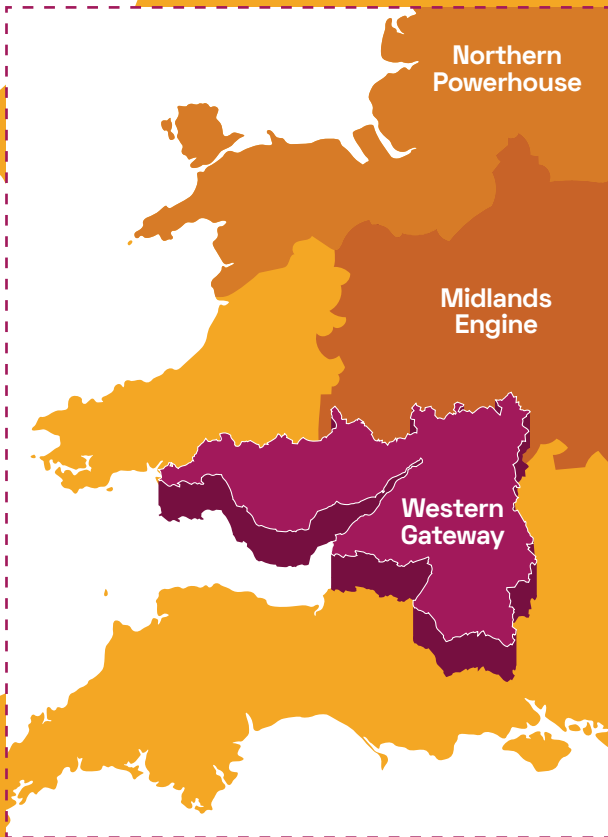 Northern
Powerhouse
Midlands
Engine
Western
Gateway